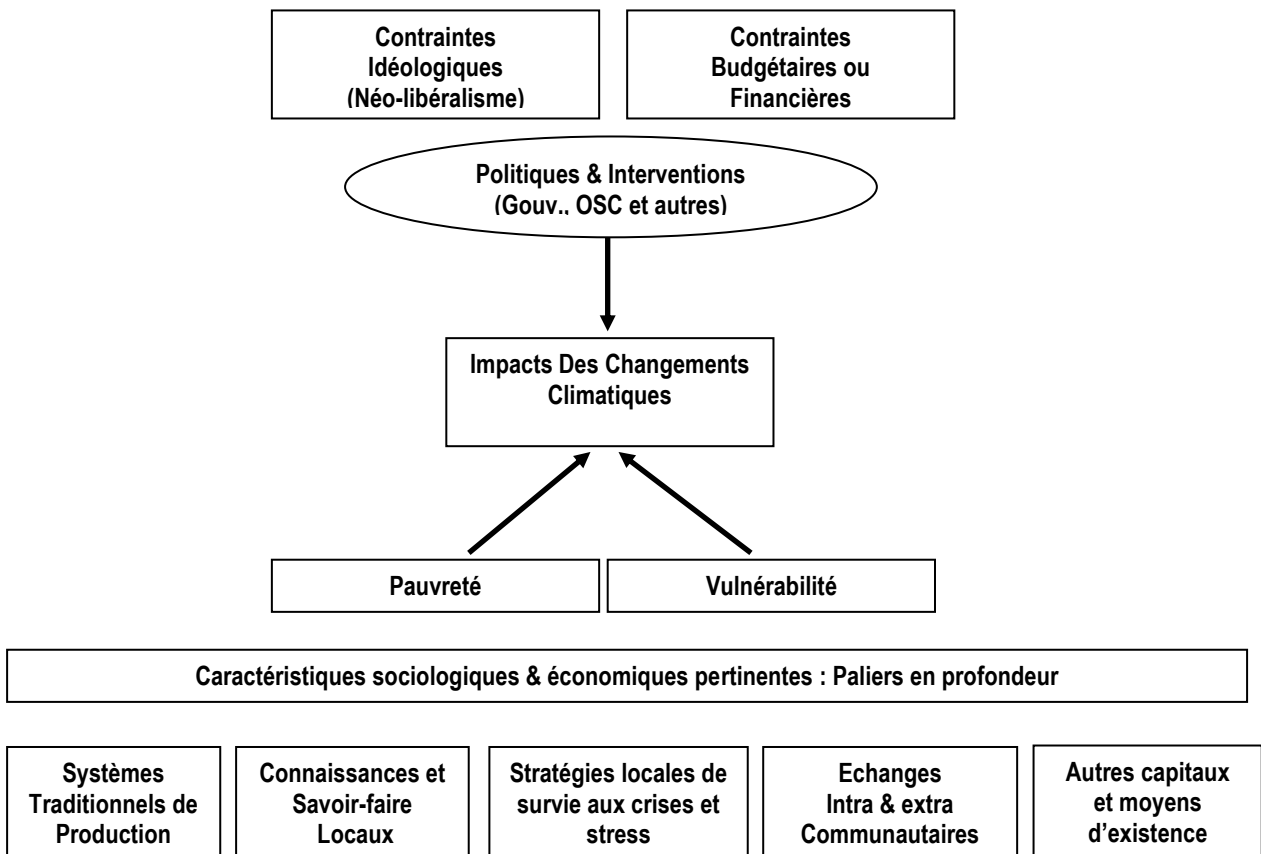 Contraintes
Idéologiques
(Néo-libéralisme)
Contraintes
Budgétaires ou
Financières
Politiques & Interventions
(Gouv., OSC et autres)
Impacts Des Changements
Climatiques
Pauvreté
Vulnérabilité
Caractéristiques sociologiques & économiques pertinentes : Paliers en profondeur
Systèmes
Traditionnels de
Production
Connaissances et
Savoir-faire
Locaux
Stratégies locales de
survie aux crises et
stress
Echanges
Intra & extra
Communautaires
Autres capitaux
et moyens
d’existence